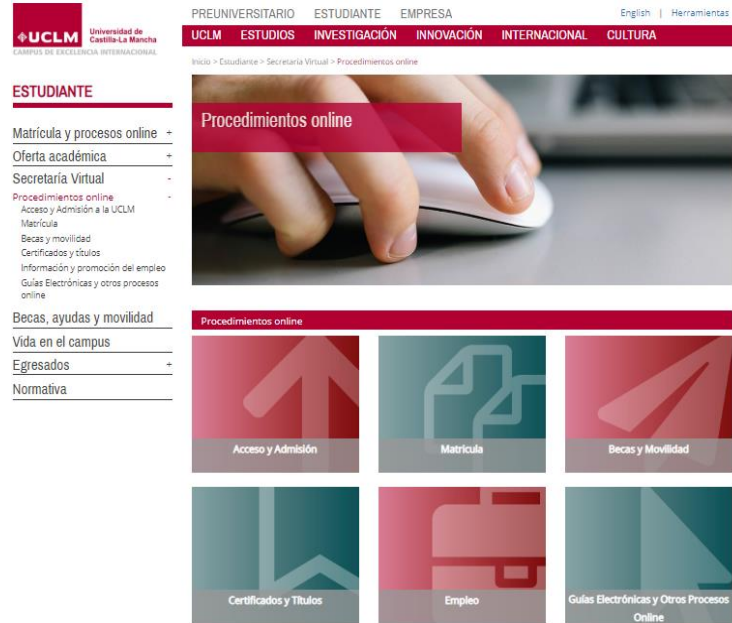 PREUNIVERSITARIO ESTUDIANTE EMPRESA
English | Herramientas
UCLM Universidad de
Castilla-La Mancha
CAMPUS DE EXCELENCIA INTERNACIONAL
UCLM ESTUDIOS INVESTIGACIÓN INNOVACIÓN INTERNACIONAL CULTURA
Inicio > Estudiante > Secretaría Virtual > Procedimientos online
ESTUDIANTE
Matrícula y procesos online +
Oferta académica +
Secretaría Virtual -
Procedimientos online -
Acceso y Admisión a la UCLM
Matrícula
Becas y movilidad
Certificados y títulos
Información y promoción del empleo
Guías Electrónicas y otros procesos
online
Becas, ayudas y movilidad
Vida en el campus
Egresados +
Normativa
Procedimientos online
Procedimientos online
Acceso y Admisión
Matricula
Becas y Movilidad
Certificados y Títulos
Empleo
Guías Electrónicas y Otros Procesos
Online